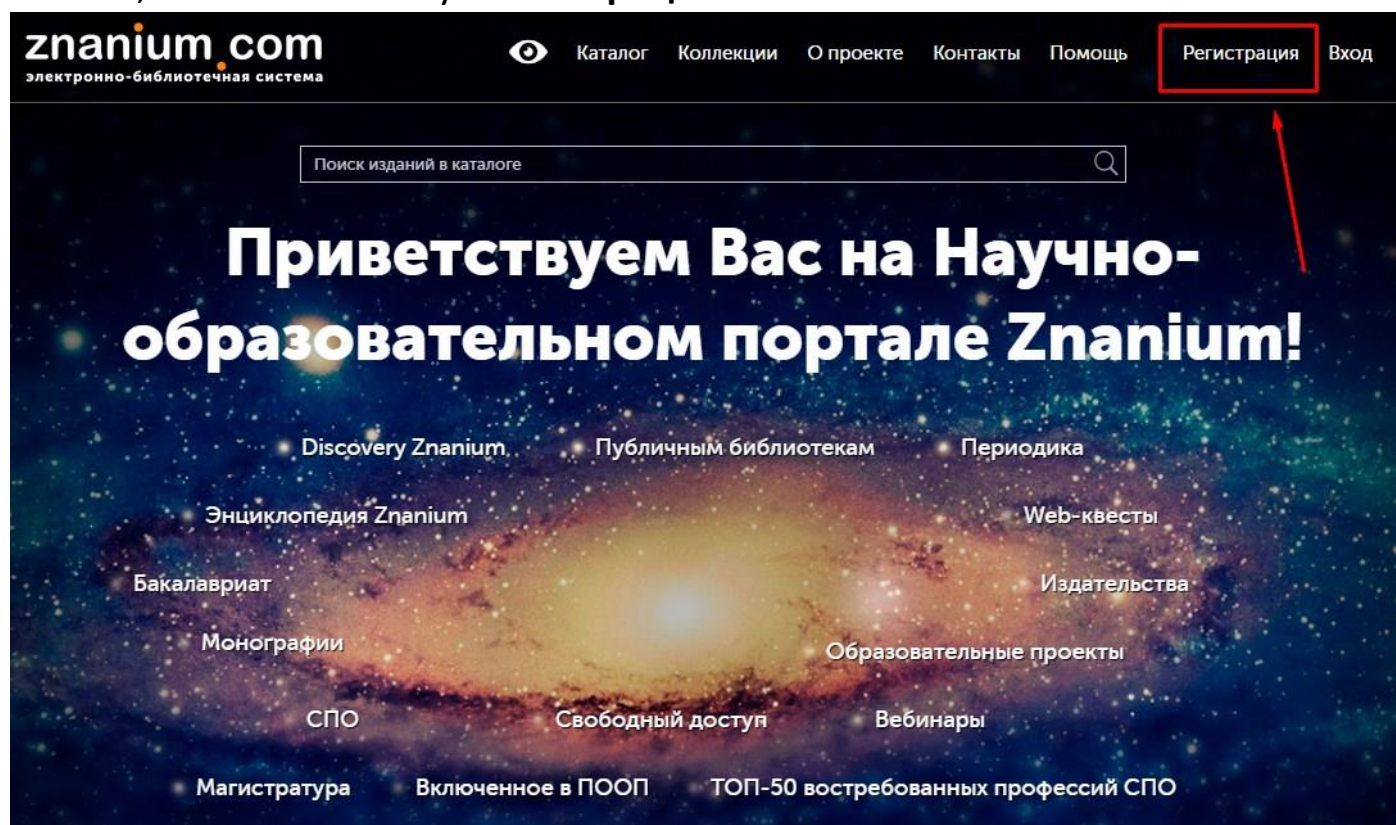 znanium.com
электронно-библиотечная система
Каталог Коллекции О проекте Контакты Помощь Регистрация Вход
Поиск изданий в каталоге
Приветствуем Вас на Научно-
образовательном портале Znanium!
Discovery Znanium Публичным библиотекам Периодика
Энциклопедия Znanium Web-квесты
Бакалавриат Издательства
Монографии Образовательные проекты
СПО Свободный доступ Вебинары
Магистратура Включенное в ПООП ТОП-50 востребованных профессий СПО